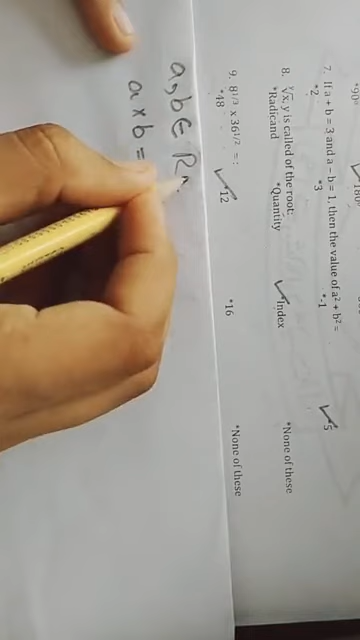 *90°
180°
7. If a + b = 3 and a − b = 1, then the value of a² + b² =
*2 *3 *-1 5
8. ʸ√x, y is called of the root:
*Radicand *Quantity Index *None of these
9. 8^1/3 x 36^1/2 = :
*48 12 *16 *None of these
a, b ∈ R
a × b =